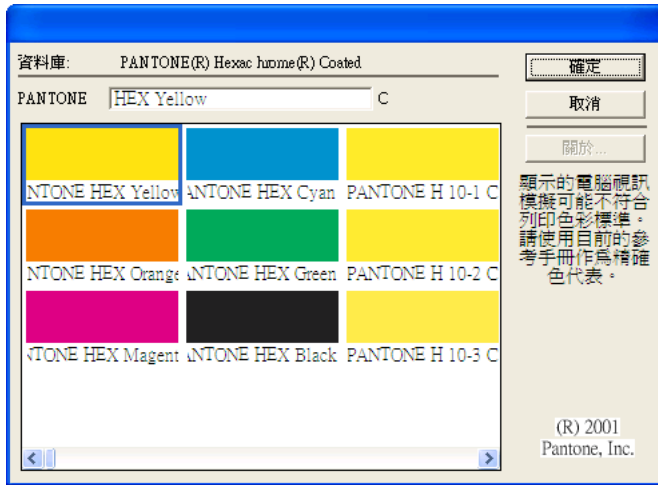 資料庫: PANTONE(R) Hexac hrome(R) Coated
PANTONE HEX Yellow C
NTONE HEX Yellow ANTONE HEX Cyan PANTONE H 10-1 C
NTONE HEX Orange ANTONE HEX Green PANTONE H 10-2 C
NTONE HEX Magent ANTONE HEX Black PANTONE H 10-3 C
確定
取消
關於...
顯示的電腦視訊
模擬可能不符合
列印色彩標準。
請使用目前的參
考手冊作為精確
色代表。
(R) 2001
Pantone, Inc.